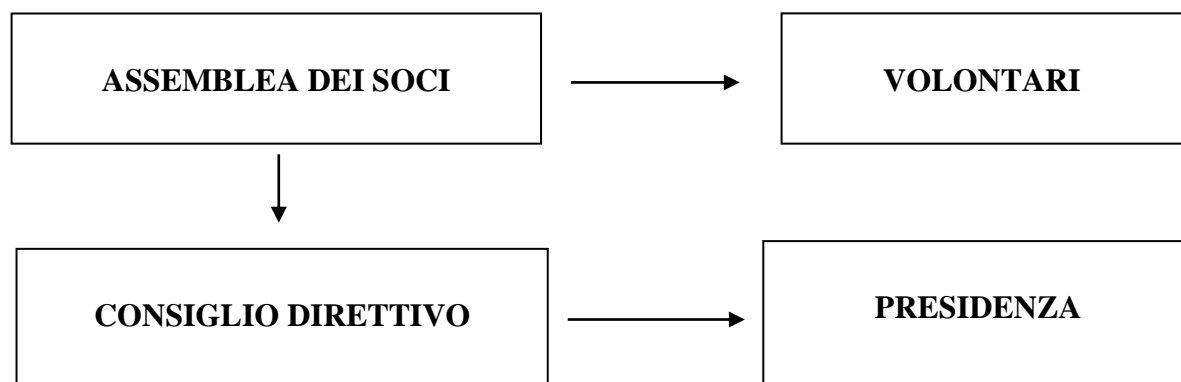 ASSEMBLEA DEI SOCI
VOLONTARI
CONSIGLIO DIRETTIVO
PRESIDENZA